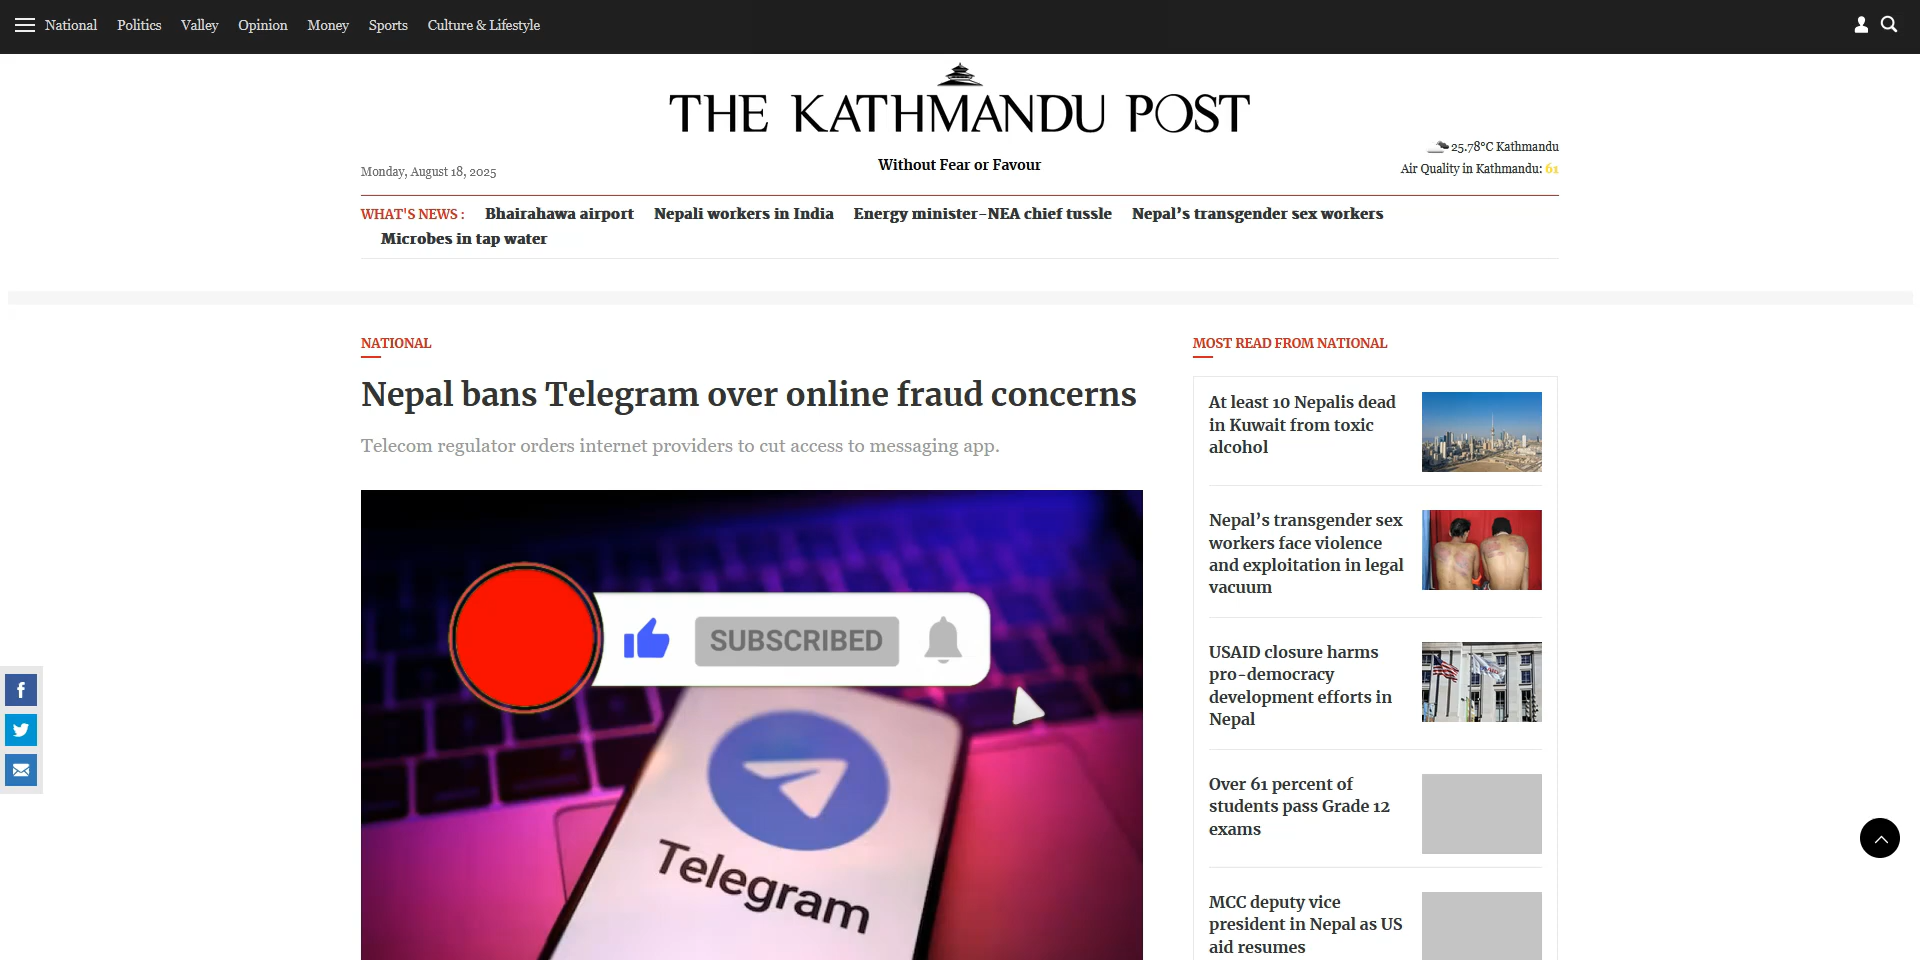 National Politics Valley Opinion Money Sports Culture & Lifestyle
THE KATHMANDU POST
Without Fear or Favour
Monday, August 18, 2025
25.78°C Kathmandu
Air Quality in Kathmandu: 61
WHAT'S NEWS : Bhairahawa airport Nepali workers in India Energy minister–NEA chief tussle Nepal’s transgender sex workers
Microbes in tap water
NATIONAL
Nepal bans Telegram over online fraud concerns
Telecom regulator orders internet providers to cut access to messaging app.
SUBSCRIBED
Telegram
MOST READ FROM NATIONAL
At least 10 Nepalis dead
in Kuwait from toxic
alcohol
Nepal’s transgender sex
workers face violence
and exploitation in legal
vacuum
USAID closure harms
pro-democracy
development efforts in
Nepal
Over 61 percent of
students pass Grade 12
exams
MCC deputy vice
president in Nepal as US
aid resumes